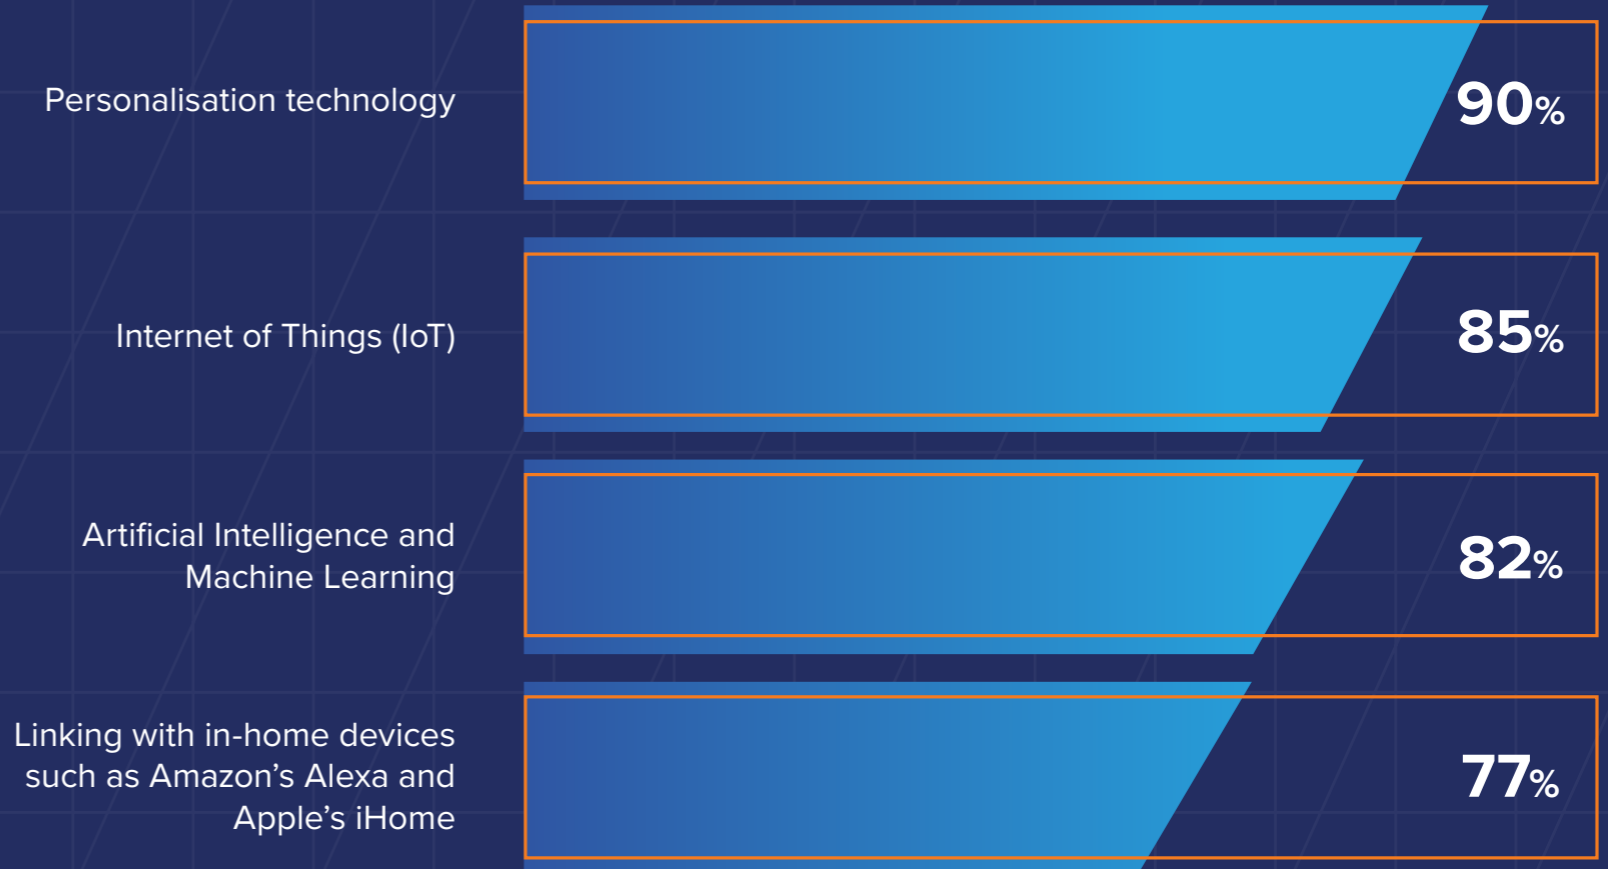 Personalisation technology
90%
Internet of Things (IoT)
85%
Artificial Intelligence and
Machine Learning
82%
Linking with in-home devices
such as Amazon’s Alexa and
Apple’s iHome
77%